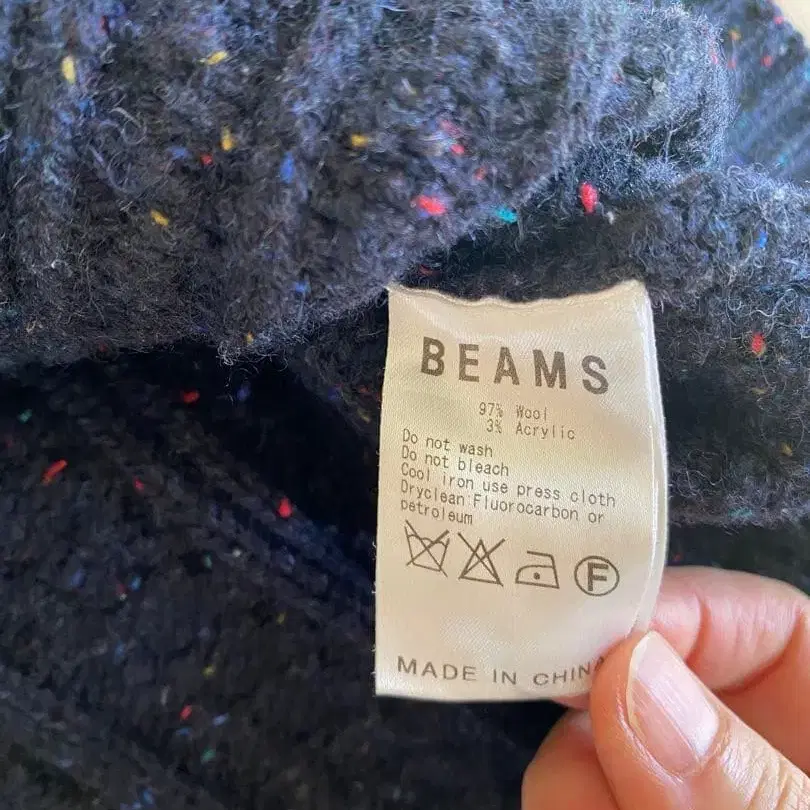 BEAMS
97% Wool
3% Acrylic
Do not wash
Do not bleach
Cool iron use press cloth
Dryclean:Fluorocarbon or
petroleum
F
MADE IN CHINA